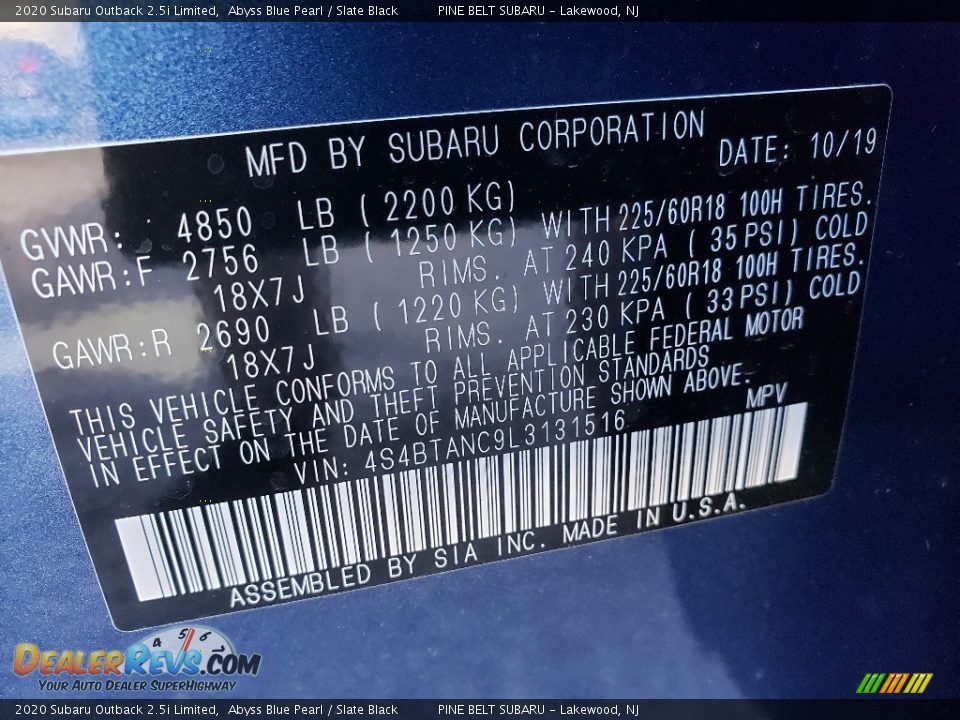 2020 Subaru Outback 2.5i Limited,  Abyss Blue Pearl / Slate Black          PINE BELT SUBARU - Lakewood, NJ
MFD BY SUBARU CORPORATION DATE: 10/19
GVWR: 4850 LB (2200 KG)
GAWR:F 2756 LB (1250 KG) WITH 225/60R18 100H TIRES.
18X7J RIMS. AT 240 KPA (35PSI) COLD
GAWR:R 2690 LB (1220 KG) WITH 225/60R18 100H TIRES.
18X7J RIMS. AT 230 KPA (33PSI) COLD
THIS VEHICLE CONFORMS TO ALL APPLICABLE FEDERAL MOTOR
VEHICLE SAFETY AND THEFT PREVENTION STANDARDS
IN EFFECT ON THE DATE OF MANUFACTURE SHOWN ABOVE.
VIN: 4S4BTANC9L3131516 MPV
ASSEMBLED BY SIA INC. MADE IN U.S.A.
4 5 6
DEALERREVS.COM
YOUR AUTO DEALER SUPERHIGHWAY
2020 Subaru Outback 2.5i Limited,  Abyss Blue Pearl / Slate Black          PINE BELT SUBARU - Lakewood, NJ